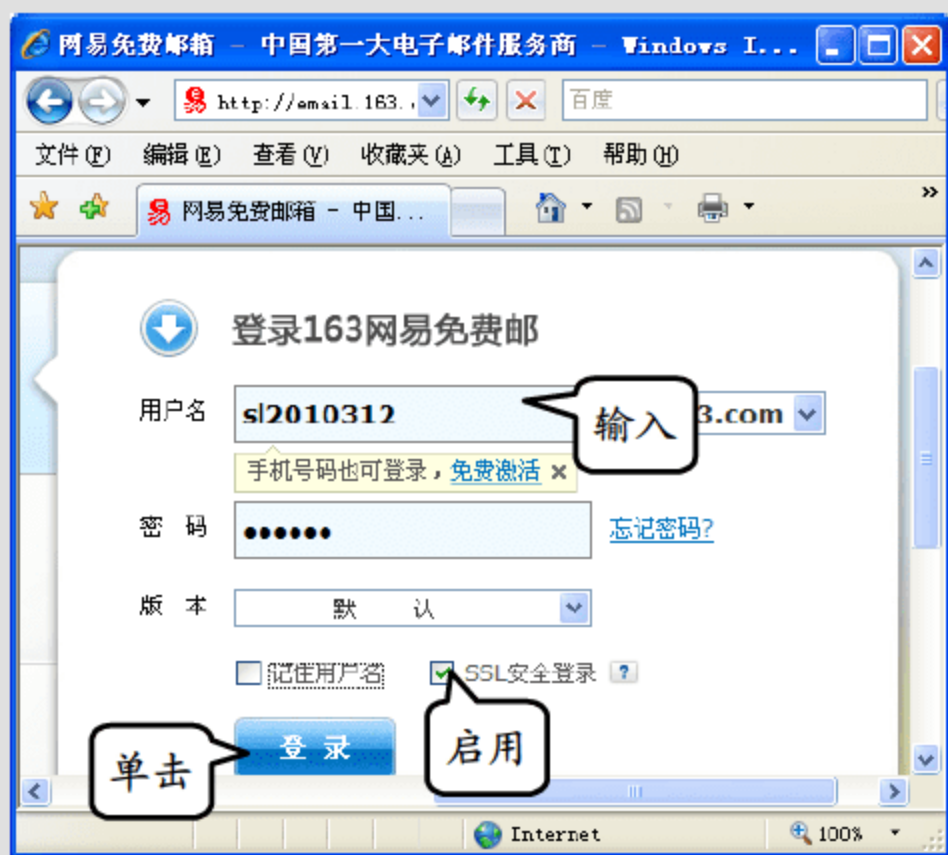 网易免费邮箱 - 中国第一大电子邮件服务商 - Windows I...
http://email.163.
百度
文件(F) 编辑(E) 查看(V) 收藏夹(A) 工具(T) 帮助(H)
网易免费邮箱 - 中国...
登录163网易免费邮
用户名 sl2010312 输入 3.com
手机号码也可登录，免费激活
密 码 忘记密码?
版 本 默 认
记住用户名 SSL安全登录 ?
单击 登 录 启用
Internet 100%